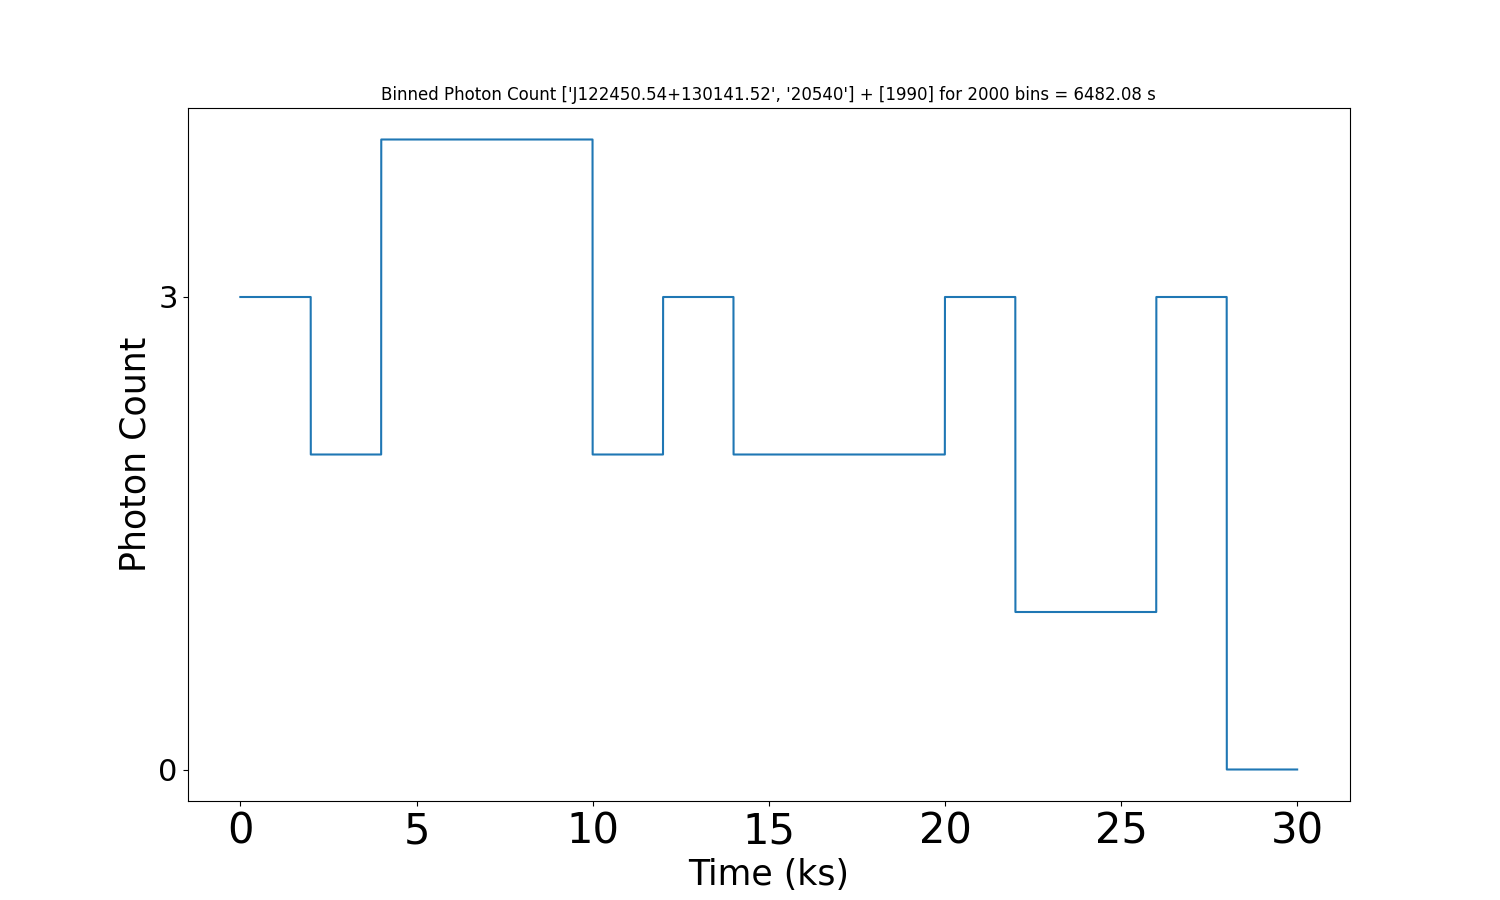 Binned Photon Count ['J122450.54+130141.52', '20540'] + [1990] for 2000 bins = 6482.08 s
3
Photon Count
0
0 5 10 15 20 25 30
Time (ks)